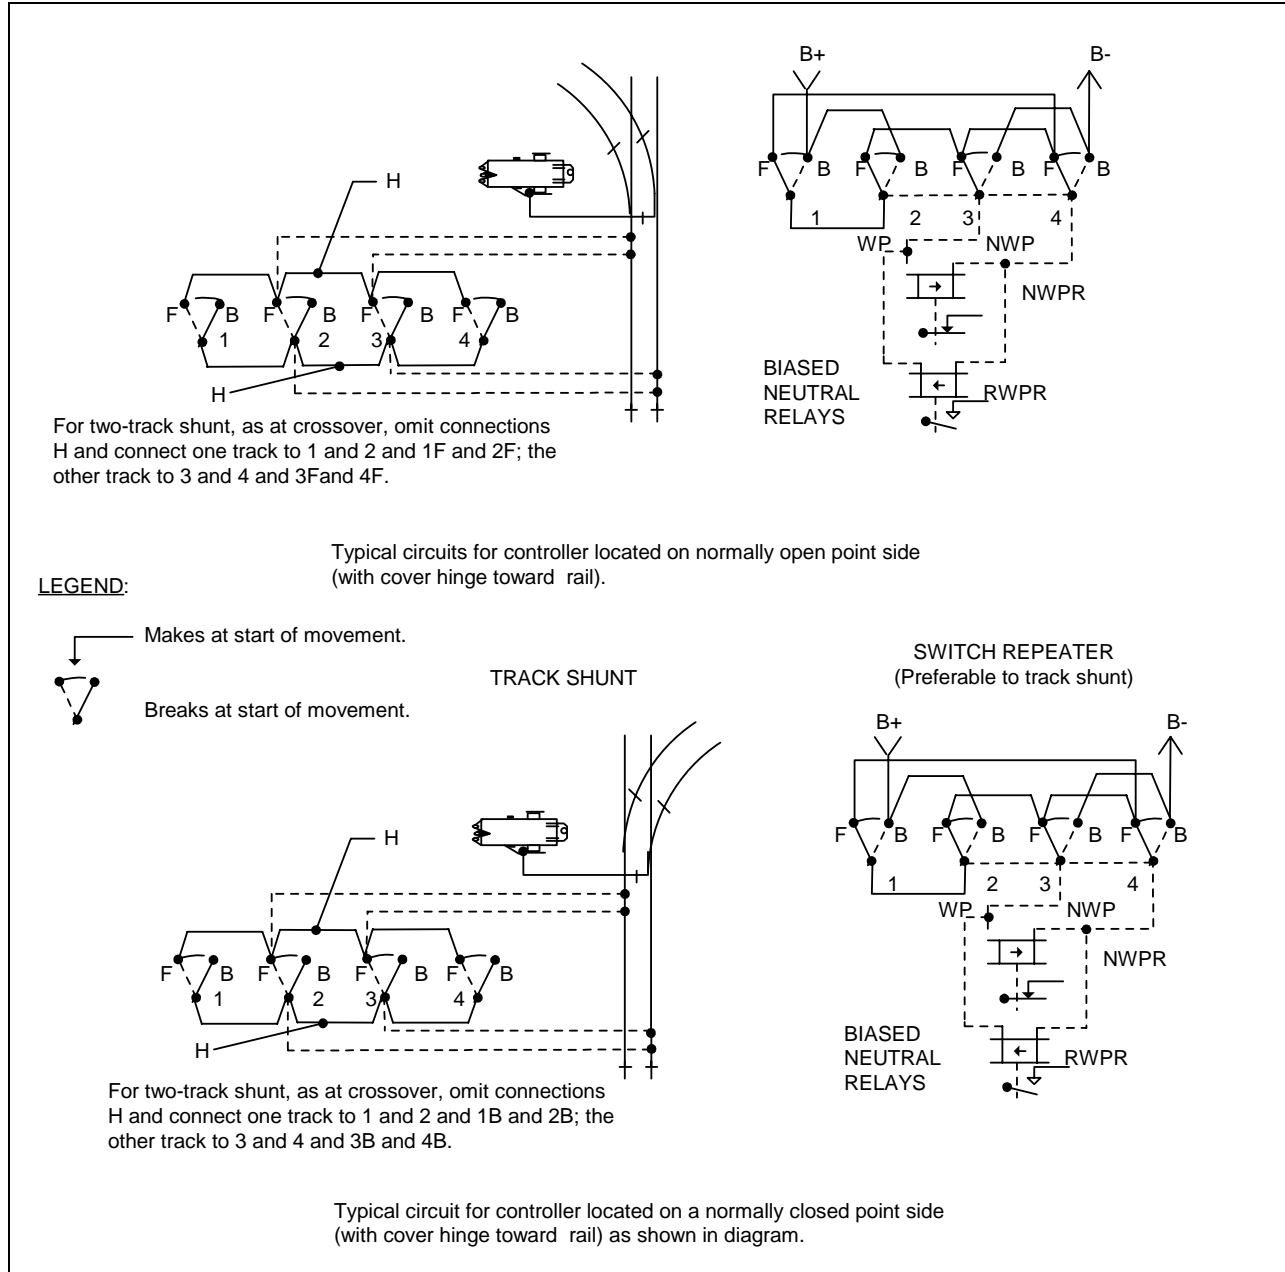 B+ B-
H
F B F B F B F B
1 2 3 4
WP NWP
NWPR
F B F B F B F B
1 2 3 4
H
BIASED
NEUTRAL
RELAYS
RWPR
For two-track shunt, as at crossover, omit connections
H and connect one track to 1 and 2 and 1F and 2F; the
other track to 3 and 4 and 3Fand 4F.
Typical circuits for controller located on normally open point side
(with cover hinge toward rail).
LEGEND:
Makes at start of movement.
Breaks at start of movement.
TRACK SHUNT
SWITCH REPEATER
(Preferable to track shunt)
B+ B-
H
F B F B F B F B
1 2 3 4
WP NWP
NWPR
F B F B F B F B
1 2 3 4
H
BIASED
NEUTRAL
RELAYS
RWPR
For two-track shunt, as at crossover, omit connections
H and connect one track to 1 and 2 and 1B and 2B; the
other track to 3 and 4 and 3B and 4B.
Typical circuit for controller located on a normally closed point side
(with cover hinge toward rail) as shown in diagram.